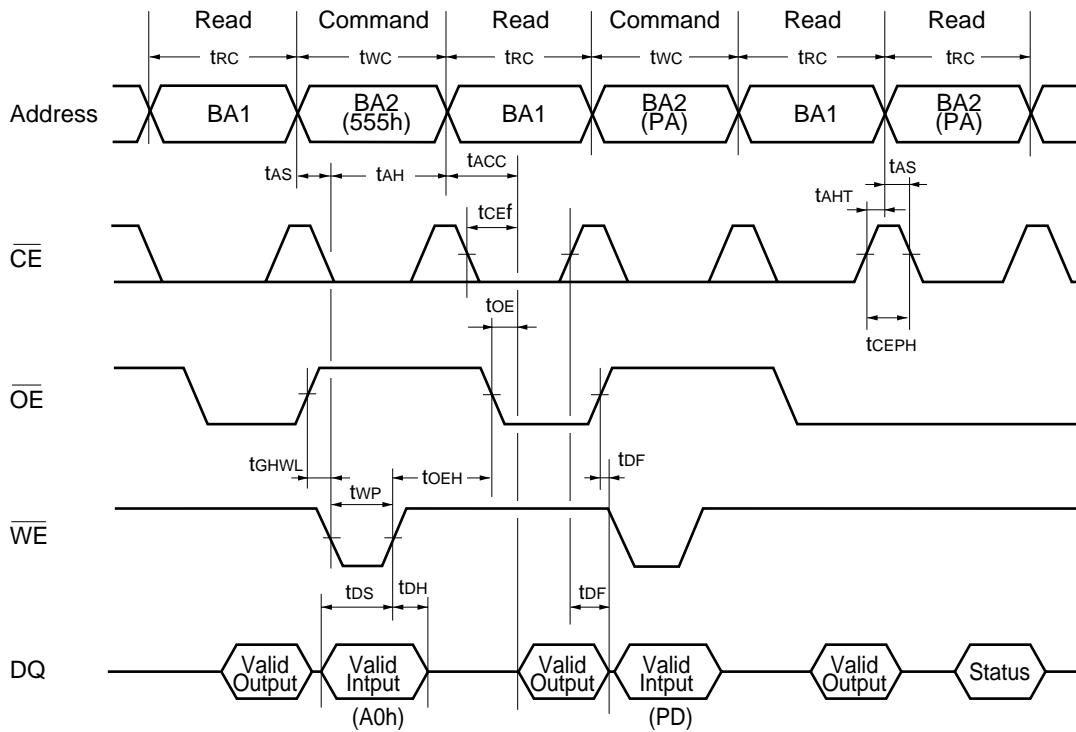 Read Command Read Command Read Read
tRC tWC tRC tWC tRC tRC
Address BA1 BA2 BA1 BA2 BA1 BA2
(555h) (PA) (PA)
tAS tAH tACC tAS
tAHT
tCEf
CE
tOE
tCEPH
OE
tDF
tGHWL tWP tOEH
WE
tDS tDH tDF
DQ Valid Valid Valid Valid Valid Status
Output Intput Output Intput Output
(A0h) (PD)